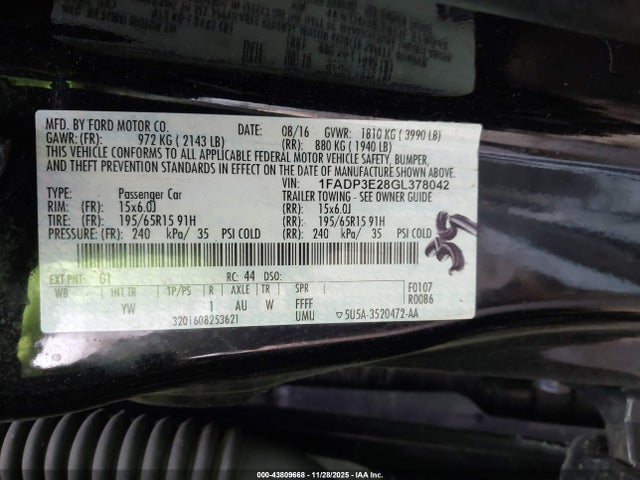 MFD. BY FORD MOTOR CO.
DATE: 08/16 GVWR: 1810 KG ( 3990 LB)
GAWR: (FR): 972 KG ( 2143 LB) (RR): 880 KG ( 1940 LB)
THIS VEHICLE CONFORMS TO ALL APPLICABLE FEDERAL MOTOR VEHICLE SAFETY, BUMPER,
AND THEFT PREVENTION STANDARDS IN EFFECT ON THE DATE OF MANUFACTURE SHOWN ABOVE.
VIN: 1FADP3E28GL378042
TYPE: Passenger Car TRAILER TOWING - SEE OWNER GUIDE
RIM: (FR): 15x6.0J (RR): 15x6.0J
TIRE: (FR): 195/65R15 91H (RR): 195/65R15 91H
PRESSURE: (FR): 240 kPa/ 35 PSI COLD (RR): 240 kPa/ 35 PSI COLD
EXT PNT: G1 RC: 44 DSO: F0107
WB INT TR TP/PS R AXLE TR SPR R0086
YW 1 AU W FFFF
3201608253621 UMU ▽5U5A-3520472-AA
000-43809668 - 11/28/2025 - iaai.com